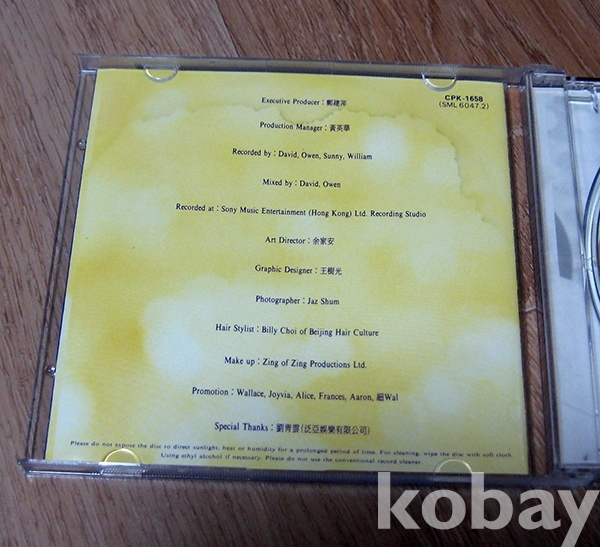 Executive Producer：鄭建萍
CPK-1658
(SML 6047.2)
Production Manager：黃英華
Recorded by：David, Owen, Sunny, William
Mixed by：David, Owen
Recorded at：Sony Music Entertainment (Hong Kong) Ltd. Recording Studio
Art Director：余家安
Graphic Designer：王樹光
Photographer：Jaz Shum
Hair Stylist：Billy Choi of Beijing Hair Culture
Make up：Zing of Zing Productions Ltd.
Promotion：Wallace, Joyvia, Alice, Frances, Aaron, 細Wal
Special Thanks：劉青雲(泛亞娛樂有限公司)
Please do not expose the disc to direct sunlight, heat or humidity for a prolonged period of time. For cleaning, wipe the disc with soft cloth.
Using ethyl alcohol if necessary. Please do not use the conventional record cleaner.
kobay